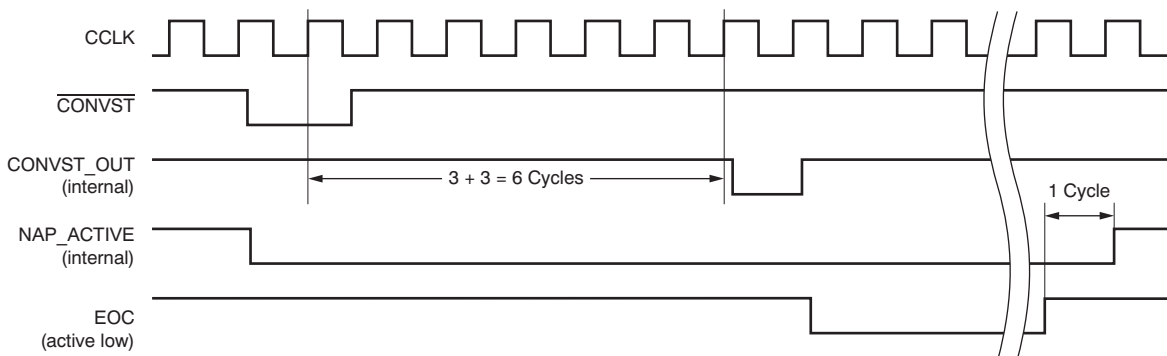 CCLK
CONVST
CONVST_OUT
(internal)
3 + 3 = 6 Cycles
1 Cycle
NAP_ACTIVE
(internal)
EOC
(active low)